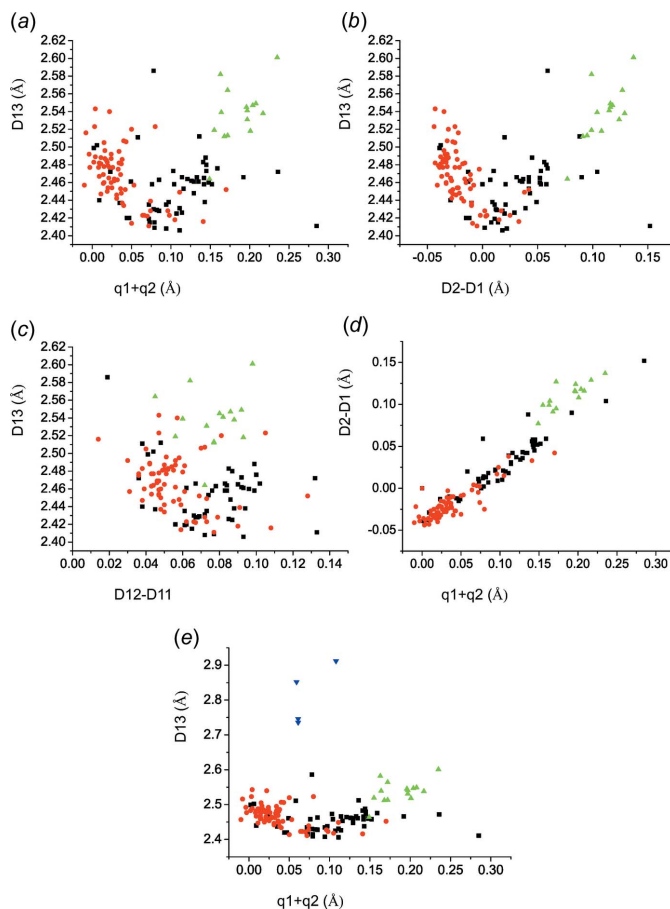 (a)
2.62
2.60
2.58
2.56
2.54
2.52
2.50
2.48
2.46
2.44
2.42
2.40
D13 (Å)
0.00 0.05 0.10 0.15 0.20 0.25 0.30
q1+q2 (Å)
(b)
2.62
2.60
2.58
2.56
2.54
2.52
2.50
2.48
2.46
2.44
2.42
2.40
D13 (Å)
-0.05 0.00 0.05 0.10 0.15
D2-D1 (Å)
(c)
2.60
2.58
2.56
2.54
2.52
2.50
2.48
2.46
2.44
2.42
2.40
D13 (Å)
0.00 0.02 0.04 0.06 0.08 0.10 0.12 0.14
D12-D11 (Å)
(d)
0.15
0.10
0.05
0.00
-0.05
D2-D1 (Å)
0.00 0.05 0.10 0.15 0.20 0.25 0.30
q1+q2 (Å)
(e)
2.9
2.8
2.7
2.6
2.5
2.4
D13 (Å)
0.00 0.05 0.10 0.15 0.20 0.25 0.30
q1+q2 (Å)